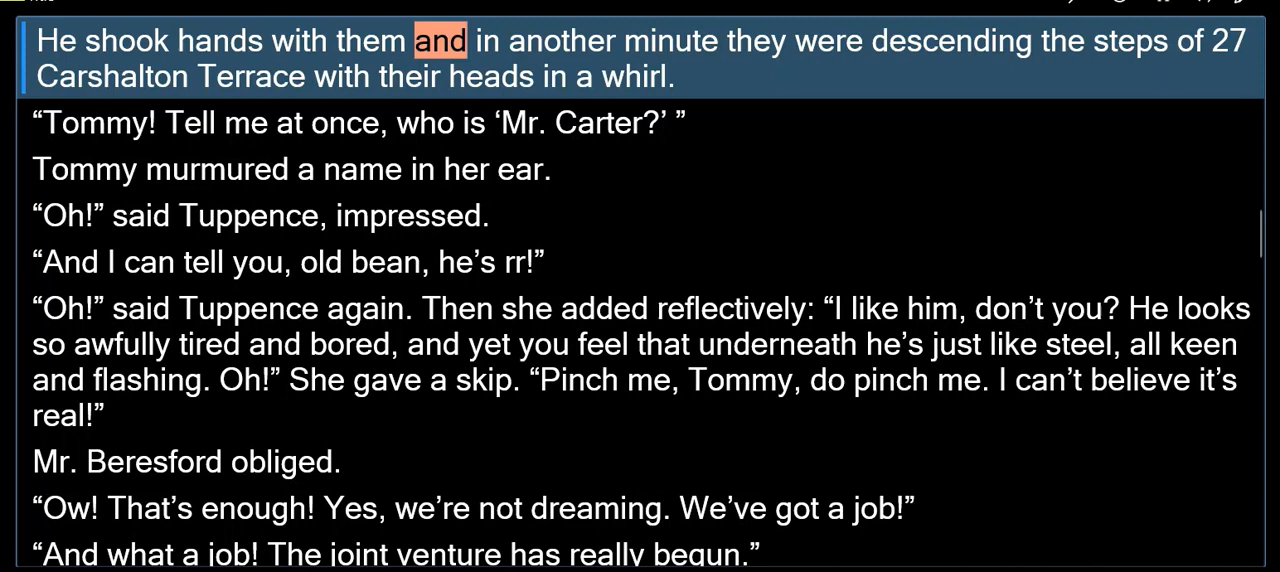 He shook hands with them and in another minute they were descending the steps of 27
Carshalton Terrace with their heads in a whirl.
“Tommy! Tell me at once, who is ‘Mr. Carter?’ ”
Tommy murmured a name in her ear.
“Oh!” said Tuppence, impressed.
“And I can tell you, old bean, he’s rr!”
“Oh!” said Tuppence again. Then she added reflectively: “I like him, don’t you? He looks
so awfully tired and bored, and yet you feel that underneath he’s just like steel, all keen
and flashing. Oh!” She gave a skip. “Pinch me, Tommy, do pinch me. I can’t believe it’s
real!”
Mr. Beresford obliged.
“Ow! That’s enough! Yes, we’re not dreaming. We’ve got a job!”
“And what a job! The joint venture has really begun.”